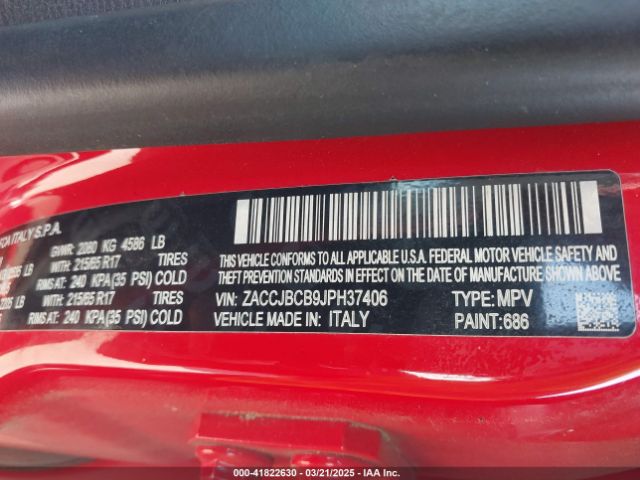 FCA ITALY S.P.A.
GVWR: 2080 KG 4586 LB
LB WITH: 215/65 R17 TIRES
RIMS AT: 240 KPA(35 PSI) COLD
LB WITH: 215/65 R17 TIRES
RIMS AT: 240 KPA(35 PSI) COLD
THIS VEHICLE CONFORMS TO ALL APPLICABLE U.S.A. FEDERAL MOTOR VEHICLE SAFETY AND
THEFT PREVENTION STANDARDS IN EFFECT ON THE DATE OF MANUFACTURE SHOWN ABOVE.
VIN: ZACCJBCB9JPH37406 TYPE: MPV
VEHICLE MADE IN: ITALY PAINT:686
000-41822630 - 03/21/2025 - IAA Inc.